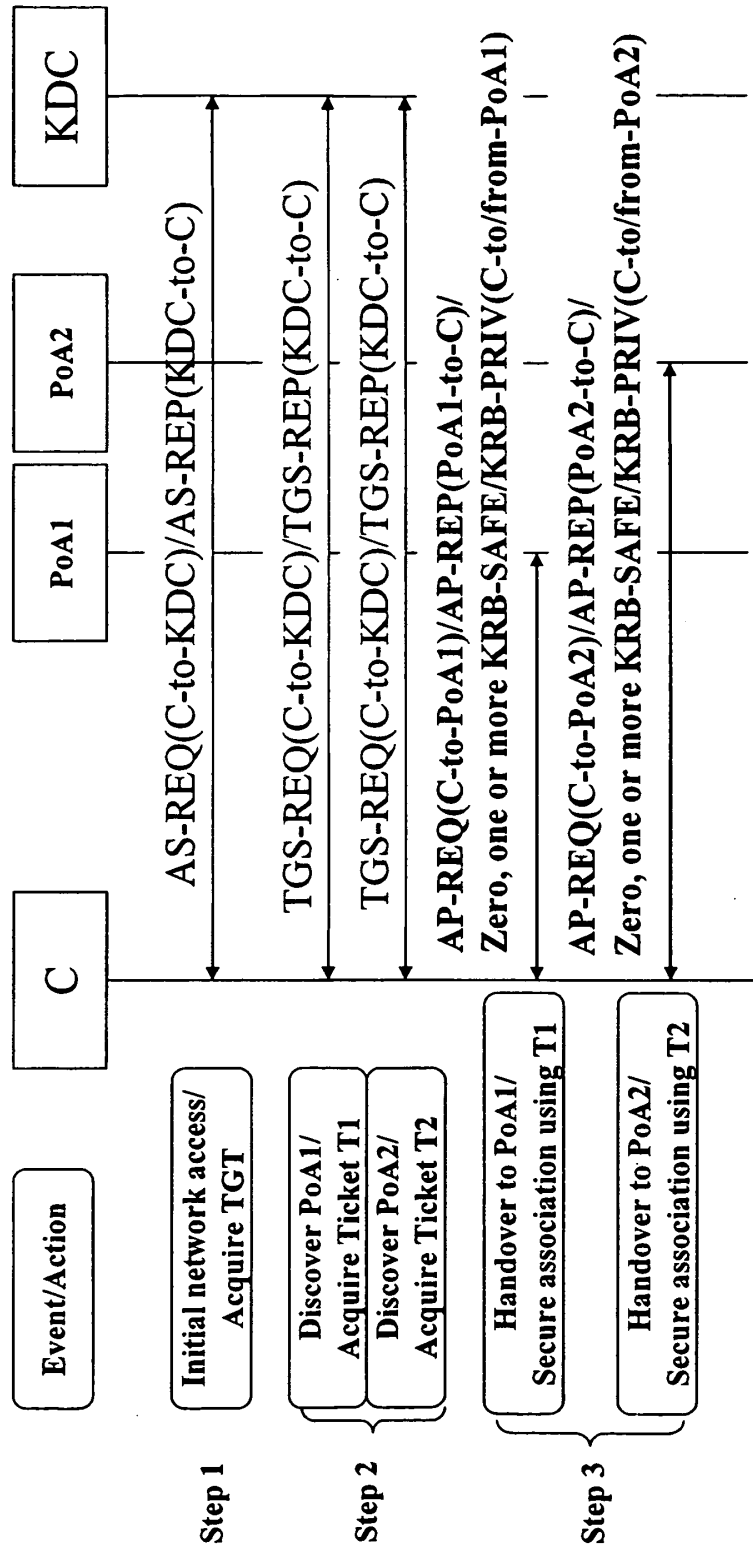 Event/Action
C
PoA1
PoA2
KDC
Step 1
Initial network access/
Acquire TGT
AS-REQ(C-to-KDC)/AS-REP(KDC-to-C)
Step 2
Discover PoA1/
Acquire Ticket T1
TGS-REQ(C-to-KDC)/TGS-REP(KDC-to-C)
Discover PoA2/
Acquire Ticket T2
TGS-REQ(C-to-KDC)/TGS-REP(KDC-to-C)
Step 3
Handover to PoA1/
Secure association using T1
AP-REQ(C-to-PoA1)/AP-REP(PoA1-to-C)/
Zero, one or more KRB-SAFE/KRB-PRIV(C-to/from-PoA1)
Handover to PoA2/
Secure association using T2
AP-REQ(C-to-PoA2)/AP-REP(PoA2-to-C)/
Zero, one or more KRB-SAFE/KRB-PRIV(C-to/from-PoA2)